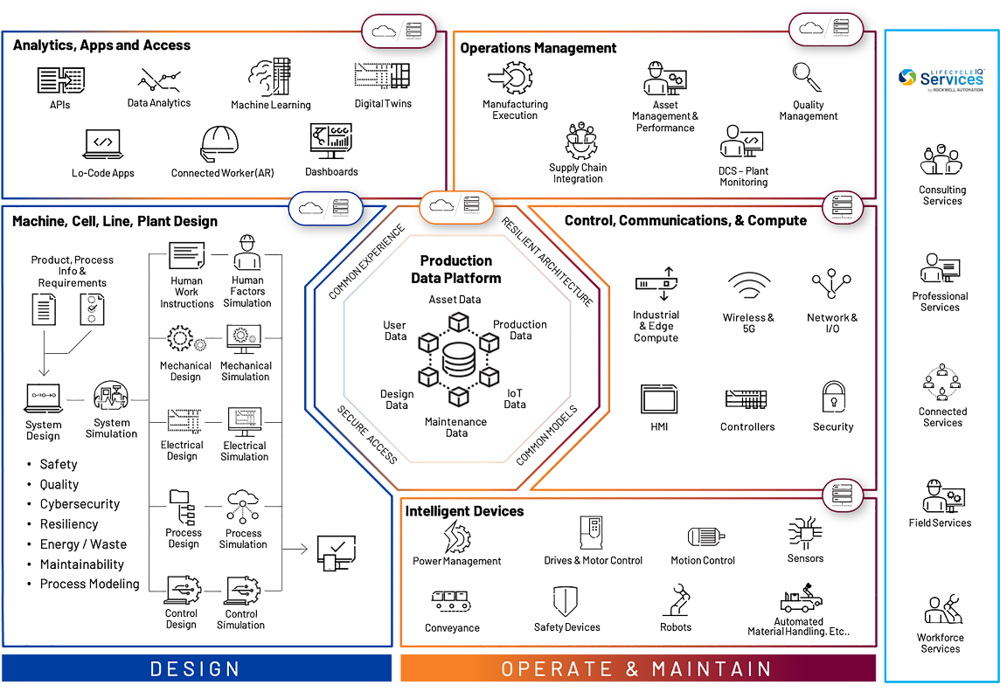 Analytics, Apps and Access
APIs
Data Analytics
Machine Learning
Digital Twins
Lo-Code Apps
Connected Worker(AR)
Dashboards
Operations Management
Manufacturing
Execution
Asset
Management &
Performance
Quality
Management
Supply Chain
Integration
DCS – Plant
Monitoring
Machine, Cell, Line, Plant Design
Product, Process
Info &
Requirements
System
Design
System
Simulation
Human
Work
Instructions
Human
Factors
Simulation
Mechanical
Design
Mechanical
Simulation
Electrical
Design
Electrical
Simulation
Process
Design
Process
Simulation
Control
Design
Control
Simulation
• Safety
• Quality
• Cybersecurity
• Resiliency
• Energy / Waste
• Maintainability
• Process Modeling
COMMON EXPERIENCE
RESILIENT ARCHITECTURE
SECURE ACCESS
COMMON MODELS
Production
Data Platform
Asset Data
User
Data
Production
Data
Design
Data
IoT
Data
Maintenance
Data
Control, Communications, & Compute
Industrial
& Edge
Compute
Wireless &
5G
Network &
I/O
HMI
Controllers
Security
Intelligent Devices
Power Management
Drives & Motor Control
Motion Control
Sensors
Conveyance
Safety Devices
Robots
Automated
Material Handling. Etc..
DESIGN
OPERATE & MAINTAIN
LIFECYCLE IQ™
Services
by ROCKWELL AUTOMATION
Consulting
Services
Professional
Services
Connected
Services
Field Services
Workforce
Services